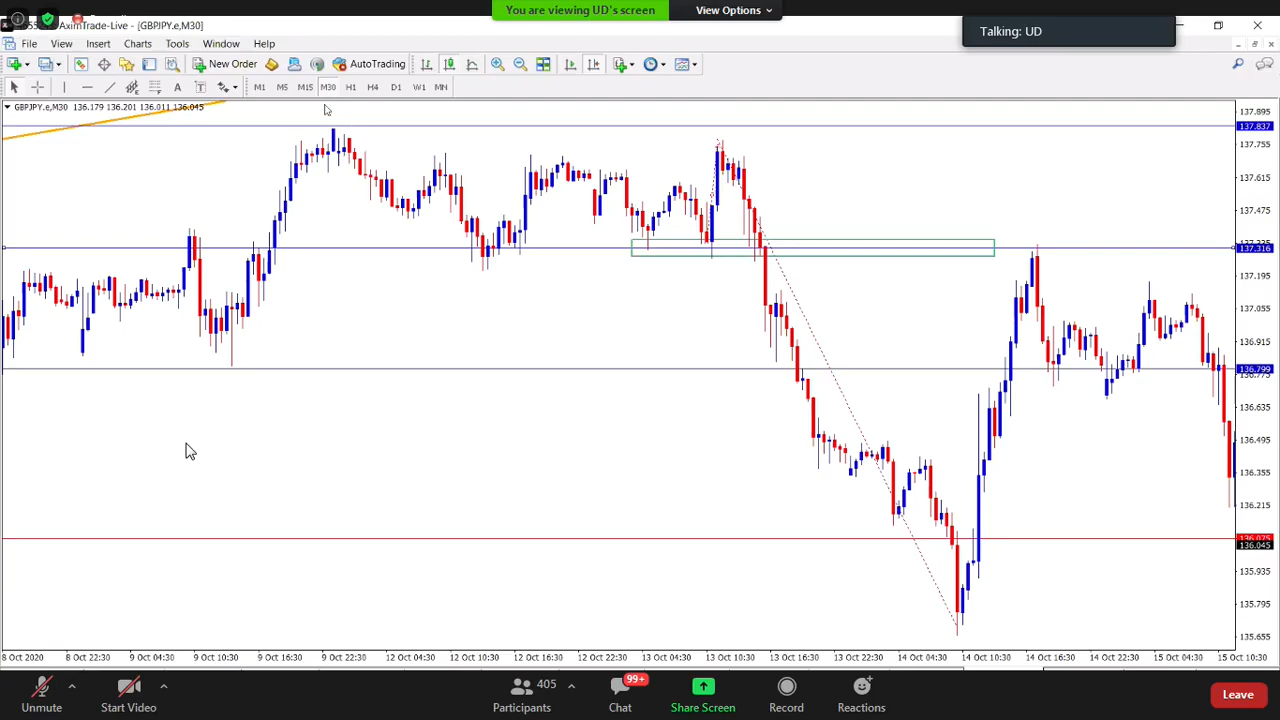 You are viewing UD's screen
View Options
Talking: UD
AximTrade-Live - [GBPJPY.e,M30]
File View Insert Charts Tools Window Help
New Order AutoTrading
A T M1 M5 M15 M30 H1 H4 D1 W1 MN
GBPJPY.e,M30 136.179 136.201 136.011 136.045
137.895
137.837
137.755
137.615
137.475
137.316
137.195
137.055
136.915
136.799
136.775
136.635
136.495
136.355
136.215
136.075
136.045
135.935
135.795
135.655
8 Oct 2020 8 Oct 22:30 9 Oct 04:30 9 Oct 10:30 9 Oct 16:30 9 Oct 22:30 12 Oct 04:30 12 Oct 10:30 12 Oct 16:30 12 Oct 22:30 13 Oct 04:30 13 Oct 10:30 13 Oct 16:30 13 Oct 22:30 14 Oct 04:30 14 Oct 10:30 14 Oct 16:30 14 Oct 22:30 15 Oct 04:30 15 Oct 10:30
405
99+
Unmute Start Video Participants Chat Share Screen Record Reactions Leave